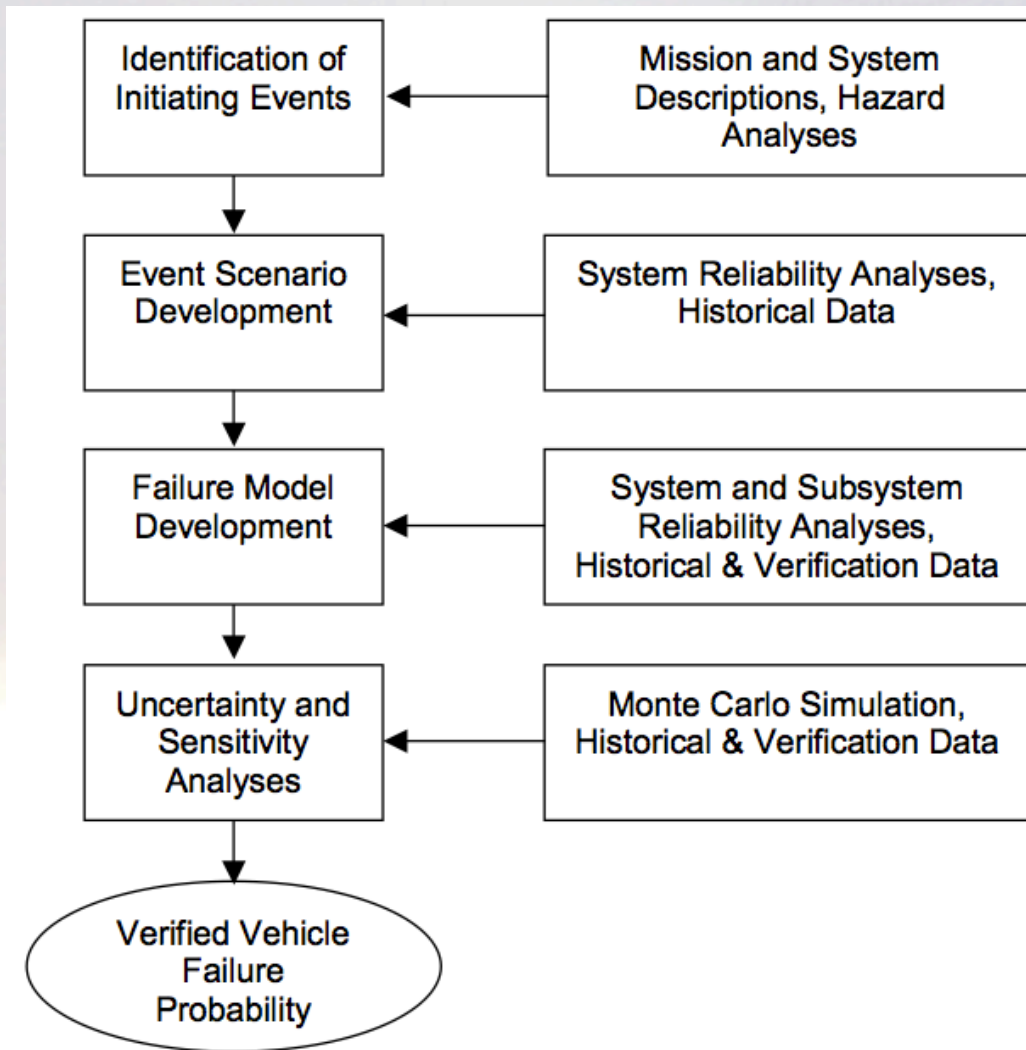 Identification of
Initiating Events
Mission and System
Descriptions, Hazard
Analyses
Event Scenario
Development
System Reliability Analyses,
Historical Data
Failure Model
Development
System and Subsystem
Reliability Analyses,
Historical & Verification Data
Uncertainty and
Sensitivity
Analyses
Monte Carlo Simulation,
Historical & Verification Data
Verified Vehicle
Failure
Probability